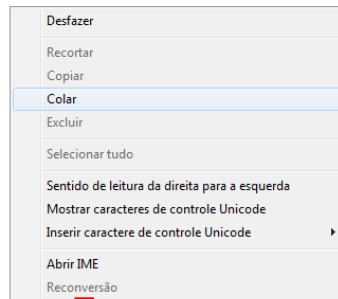 Desfazer
Recortar
Copiar
Colar
Excluir
Selecionar tudo
Sentido de leitura da direita para a esquerda
Mostrar caracteres de controle Unicode
Inserir caractere de controle Unicode
Abrir IME
Reconversão